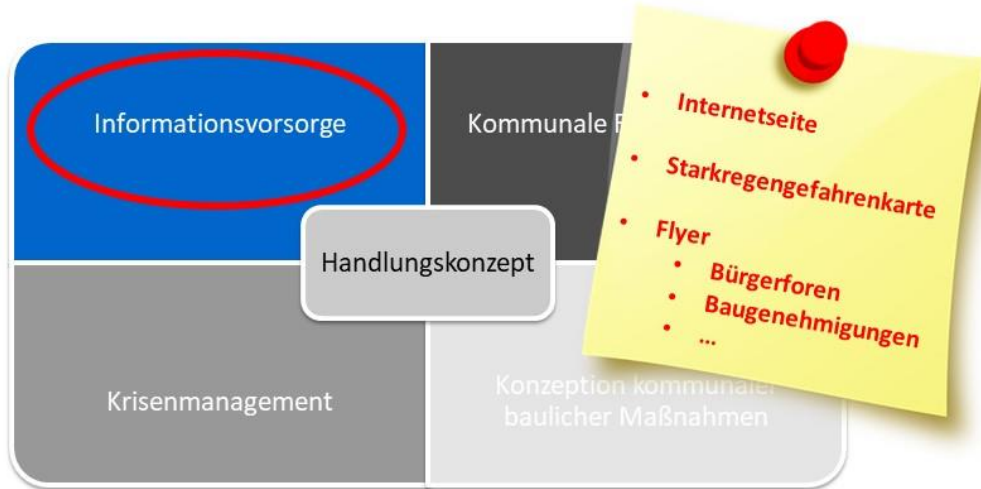 Informationsvorsorge
Kommunale
Internetseite
Starkregengefahrenkarte
Flyer
Bürgerforen
Baugenehmigungen
...
Handlungskonzept
Krisenmanagement
Konzeption kommunaler
baulicher Maßnahmen